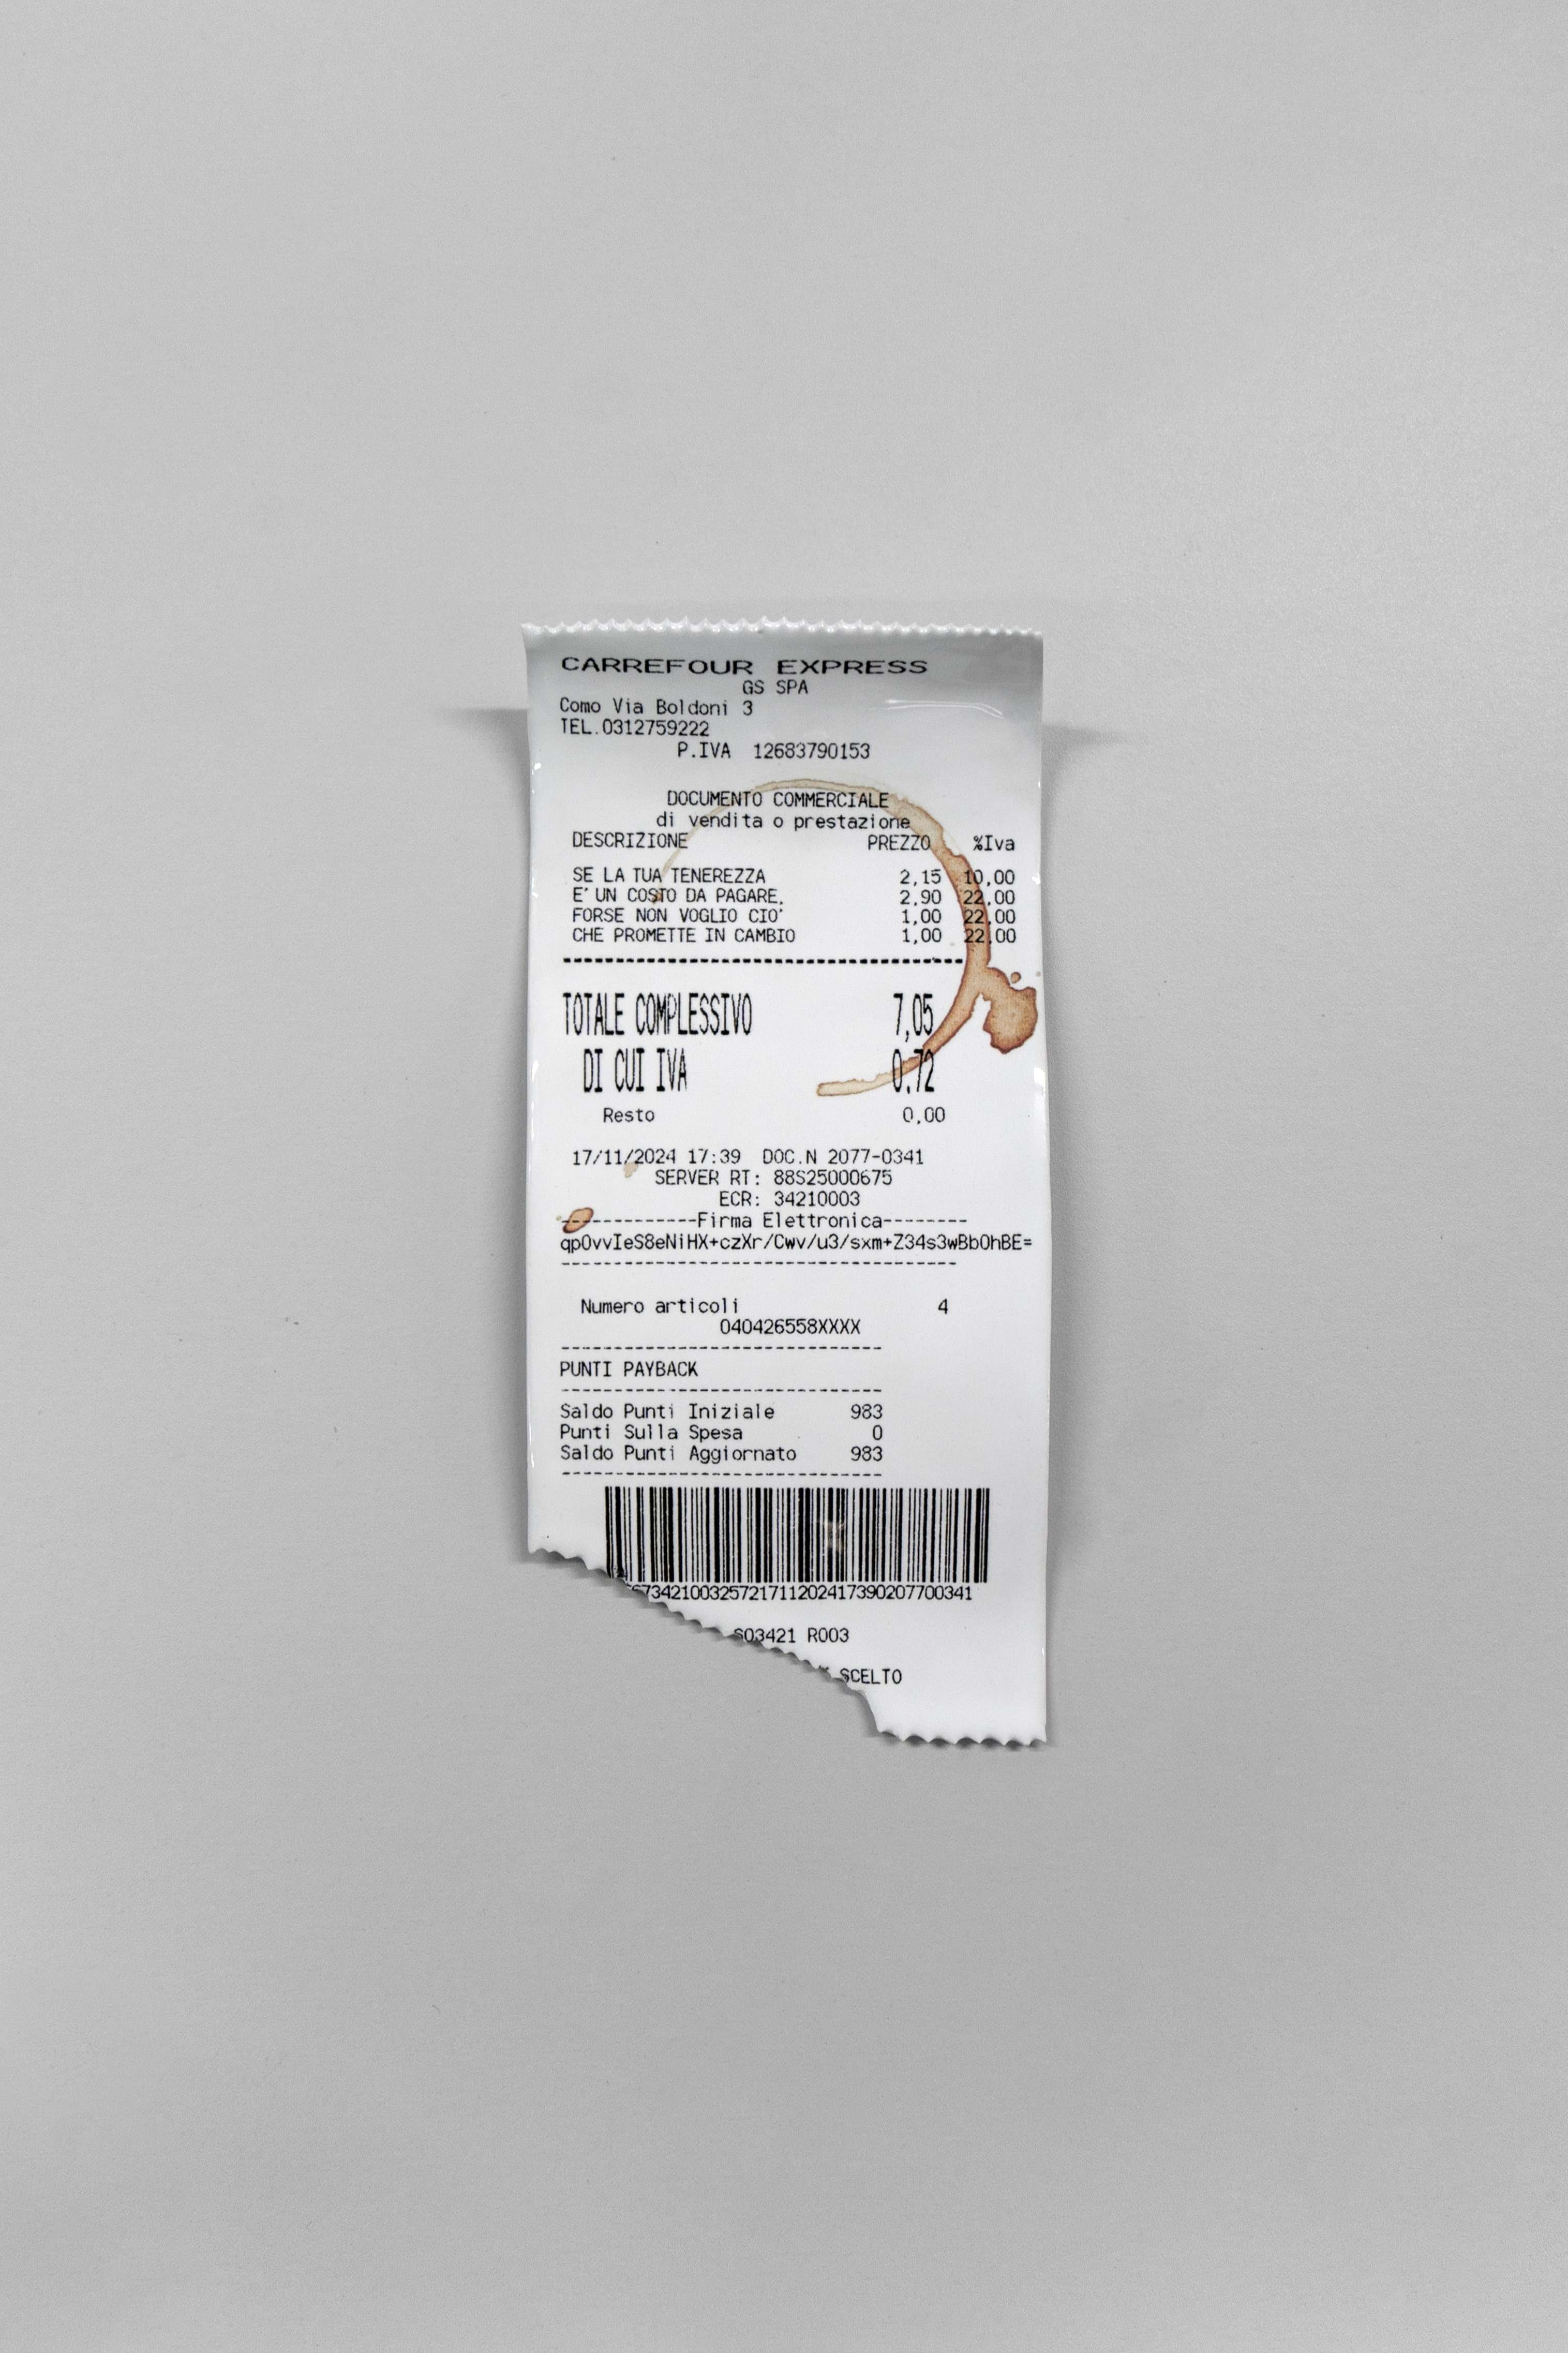 CARREFOUR EXPRESS
GS SPA
Como Via Boldoni 3
TEL.0312759222
P.IVA 12683790153
DOCUMENTO COMMERCIALE
di vendita o prestazione
DESCRIZIONE PREZZO %Iva
SE LA TUA TENEREZZA 2,15 10,00
E' UN COSTO DA PAGARE, 2,90 22,00
FORSE NON VOGLIO CIO' 1,00 22,00
CHE PROMETTE IN CAMBIO 1,00 22,00
TOTALE COMPLESSIVO 7,05
DI CUI IVA 0,72
Resto 0,00
17/11/2024 17:39 DOC.N 2077-0341
SERVER RT: 88S25000675
ECR: 34210003
------------Firma Elettronica--------
qpOvvIeS8eNiHX+czXr/Cwv/u3/sxm+Z34s3wBbOhBE=
Numero articoli 4
040426558XXXX
PUNTI PAYBACK
Saldo Punti Iniziale 983
Punti Sulla Spesa 0
Saldo Punti Aggiornato 983
734210032572171120241739020770​0341
S03421 R003
SCELTO